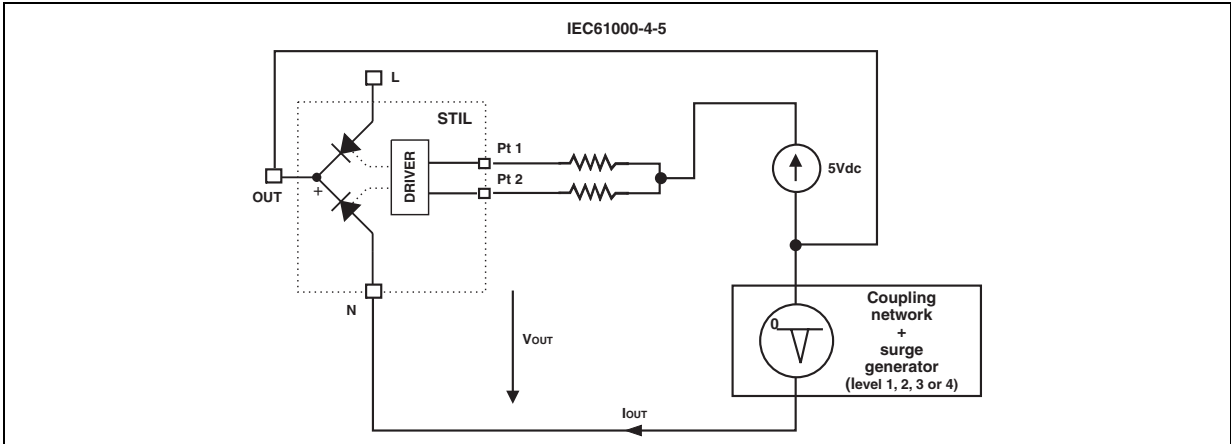 IEC61000-4-5
L
STIL
Pt 1
DRIVER
Pt 2
5Vdc
OUT
+
N
VOUT
0
Coupling
network
+
surge
generator
(level 1, 2, 3 or 4)
IOUT